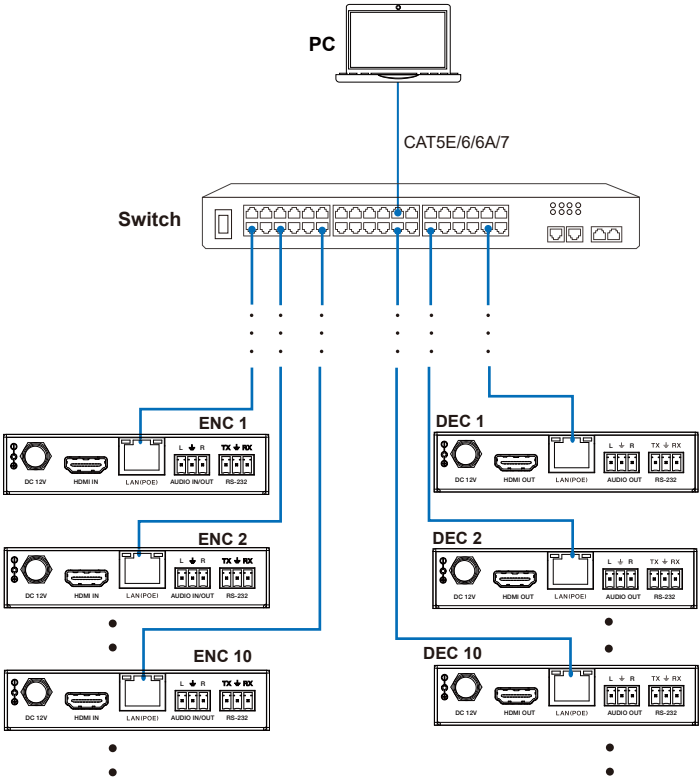 PC
CAT5E/6/6A/7
Switch
ENC 1
L R TX RX
DC 12V HDMI IN LAN(POE) AUDIO IN/OUT RS-232
DEC 1
L R TX RX
DC 12V HDMI OUT LAN(POE) AUDIO OUT RS-232
ENC 2
L R TX RX
DC 12V HDMI IN LAN(POE) AUDIO IN/OUT RS-232
DEC 2
L R TX RX
DC 12V HDMI OUT LAN(POE) AUDIO OUT RS-232
ENC 10
L R TX RX
DC 12V HDMI IN LAN(POE) AUDIO IN/OUT RS-232
DEC 10
L R TX RX
DC 12V HDMI OUT LAN(POE) AUDIO OUT RS-232